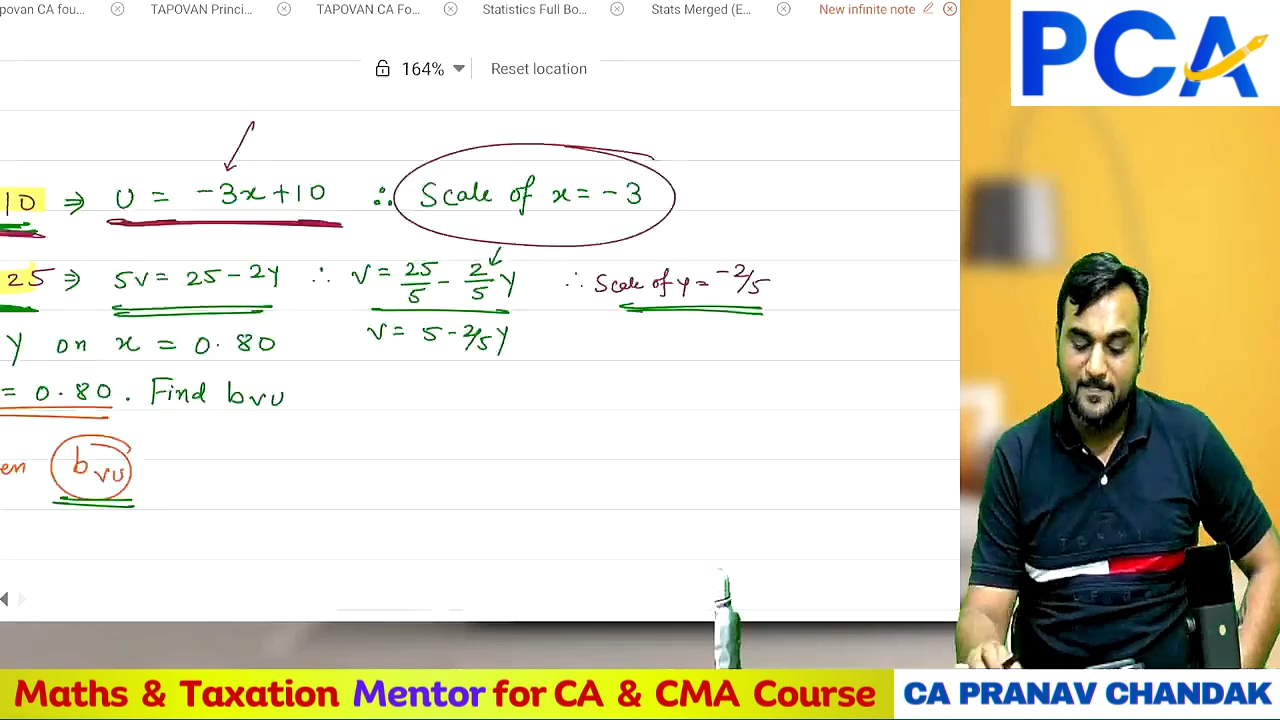 povan CA fou... TAPOVAN Princi... TAPOVAN CA Fo... Statistics Full Bo... Stats Merged (E... New infinite note
PCA
164% Reset location
10 ⇒ U = -3x+10 ∴ Scale of x = -3
25 ⇒ 5V = 25 - 2Y ∴ V = 25/5 - 2/5 Y ∴ Scale of y = -2/5
V = 5 - 2/5 Y
Y on x = 0.80
= 0.80. Find bvu
en bvu
Maths & Taxation Mentor for CA & CMA Course
CA PRANAV CHANDAK